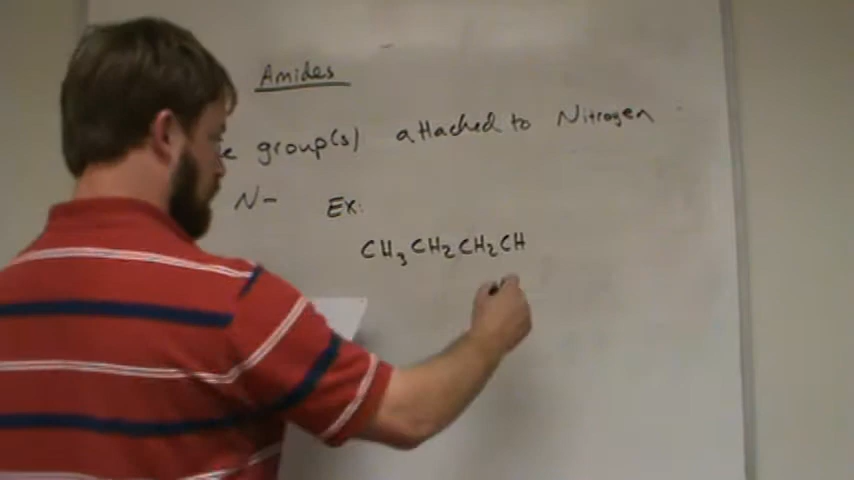 Amides
e group(s) attached to Nitrogen
N- Ex:
CH₃CH₂CH₂CH